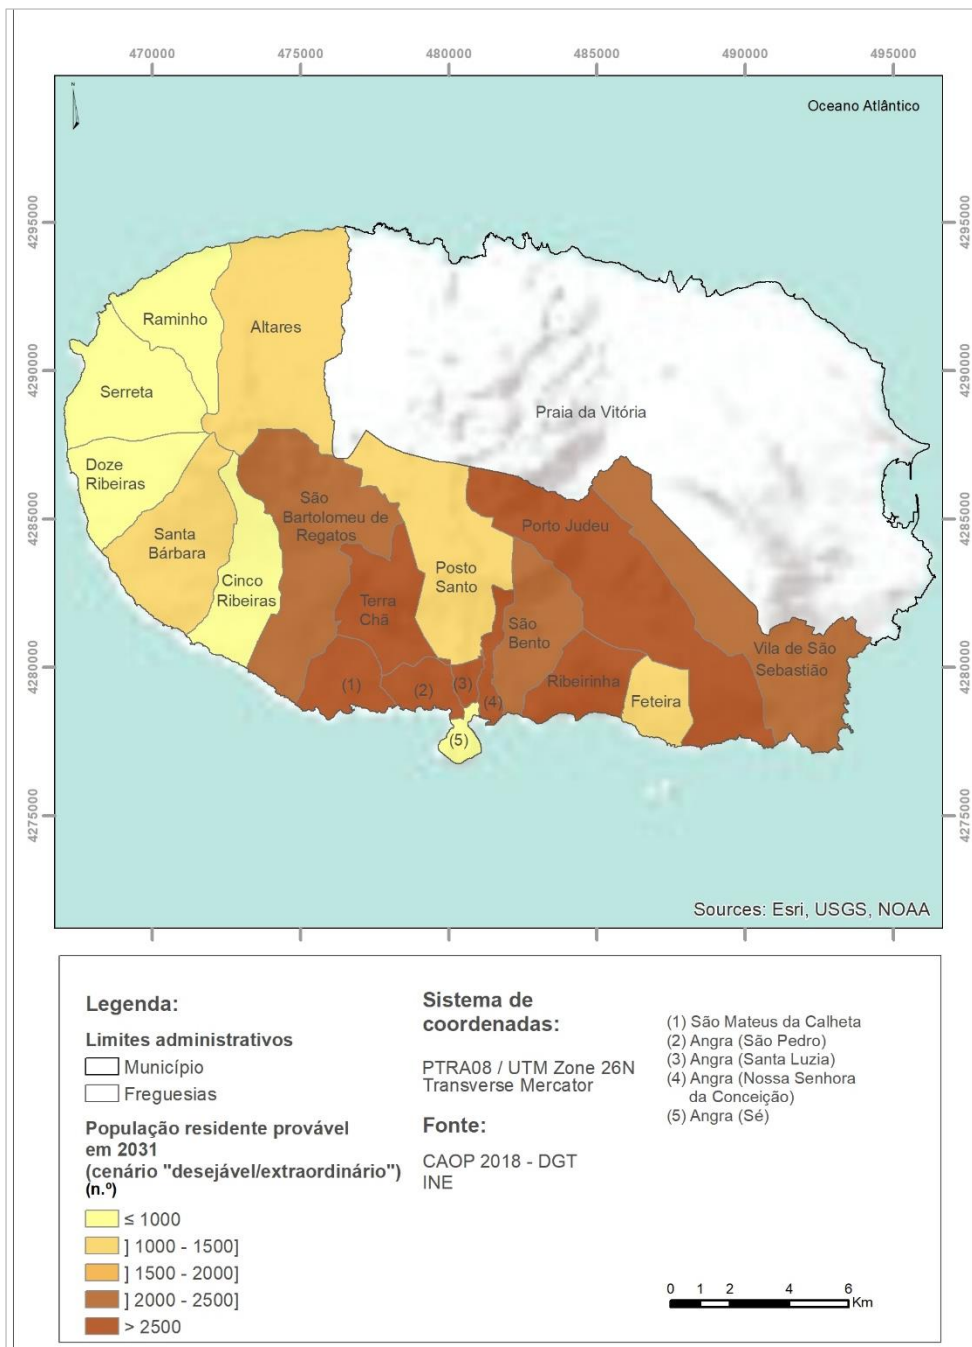 470000 475000 480000 485000 490000 495000
N
Oceano Atlântico
4295000 4295000
Raminho
Altares
4290000 4290000
Serreta
Praia da Vitória
Doze
Ribeiras
São
Bartolomeu de
Regatos
4285000 4285000
Porto Judeu
Santa
Bárbara
Posto
Santo
Cinco
Ribeiras
Terra
Chã
São
Bento
Vila de São
Sebastião
4280000 4280000
(1)
(2)
(3)
(4)
Ribeirinha
Feteira
(5)
4275000 4275000
Sources: Esri, USGS, NOAA
Legenda:
Limites administrativos
Município
Freguesias
População residente provável
em 2031
(cenário "desejável/extraordinário")
(n.º)
≤ 1000
] 1000 - 1500]
] 1500 - 2000]
] 2000 - 2500]
> 2500
Sistema de
coordenadas:
PTRA08 / UTM Zone 26N
Transverse Mercator
Fonte:
CAOP 2018 - DGT
INE
(1) São Mateus da Calheta
(2) Angra (São Pedro)
(3) Angra (Santa Luzia)
(4) Angra (Nossa Senhora
da Conceição)
(5) Angra (Sé)
0 1 2 4 6
Km